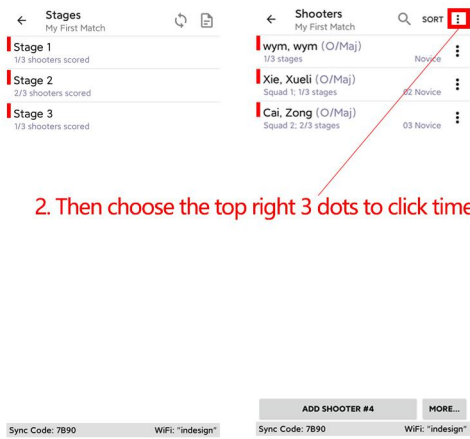 Stages
My First Match
Stage 1
1/3 shooters scored
Stage 2
2/3 shooters scored
Stage 3
1/3 shooters scored
Sync Code: 7B90 WiFi: "indesign"
Shooters
My First Match
SORT
wym, wym (O/Maj)
1/3 stages Novice
Xie, Xueli (O/Maj)
Squad 1; 1/3 stages 02 Novice
Cai, Zong (O/Maj)
Squad 2; 2/3 stages 03 Novice
2. Then choose the top right 3 dots to click time
ADD SHOOTER #4 MORE...
Sync Code: 7B90 WiFi: "indesign"